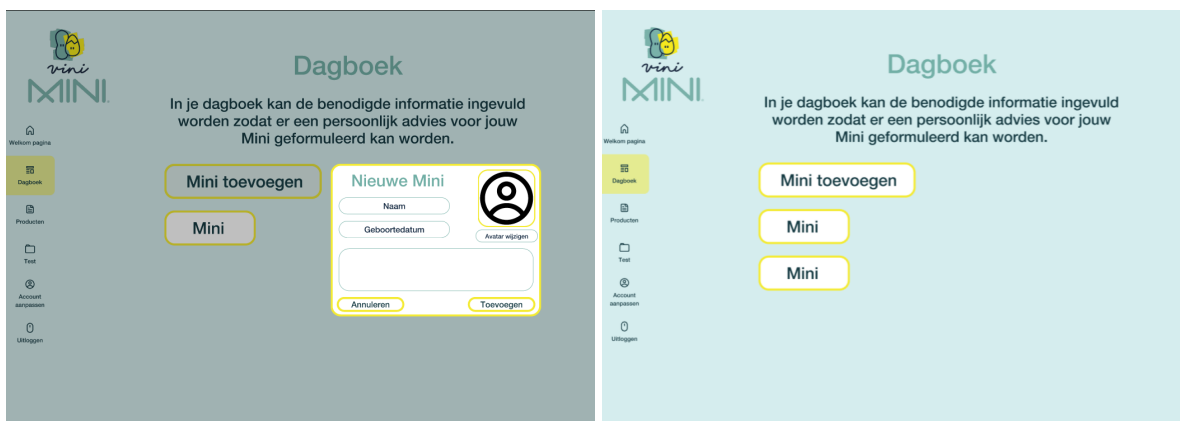 vini
MINI.
Welkom pagina
Dagboek
Producten
Test
Account
aanpassen
Uitloggen
Dagboek
In je dagboek kan de benodigde informatie ingevuld
worden zodat er een persoonlijk advies voor jouw
Mini geformuleerd kan worden.
Mini toevoegen
Mini
Nieuwe Mini
Naam
Geboortedatum
Avatar wijzigen
Annuleren
Toevoegen
vini
MINI.
Welkom pagina
Dagboek
Producten
Test
Account
aanpassen
Uitloggen
Dagboek
In je dagboek kan de benodigde informatie ingevuld
worden zodat er een persoonlijk advies voor jouw
Mini geformuleerd kan worden.
Mini toevoegen
Mini
Mini